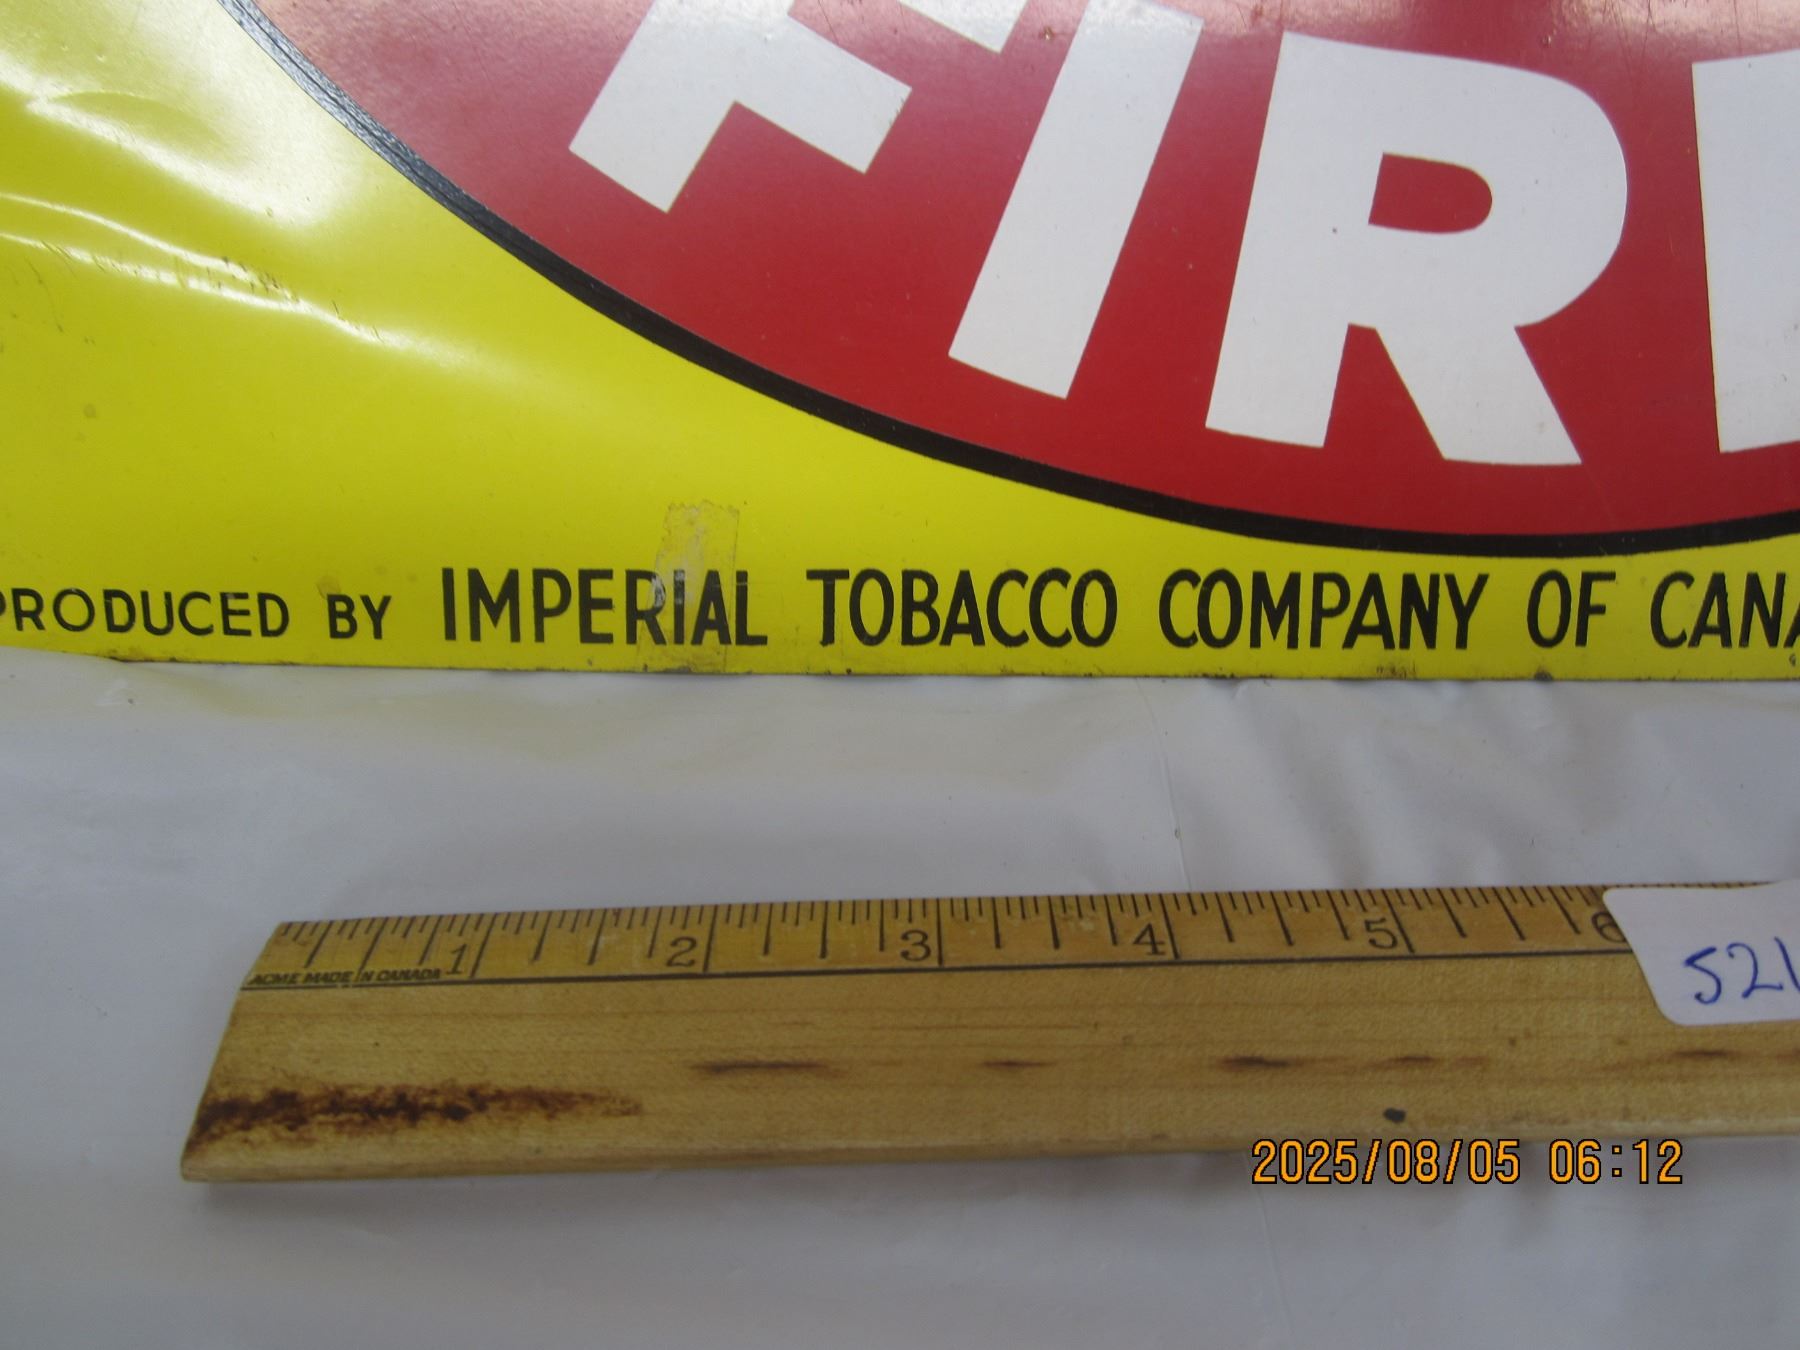 FIR
PRODUCED BY IMPERIAL TOBACCO COMPANY OF CANA
1 2 3 4 5 6
ACME MADE IN CANADA
521
2025/08/05 06:12